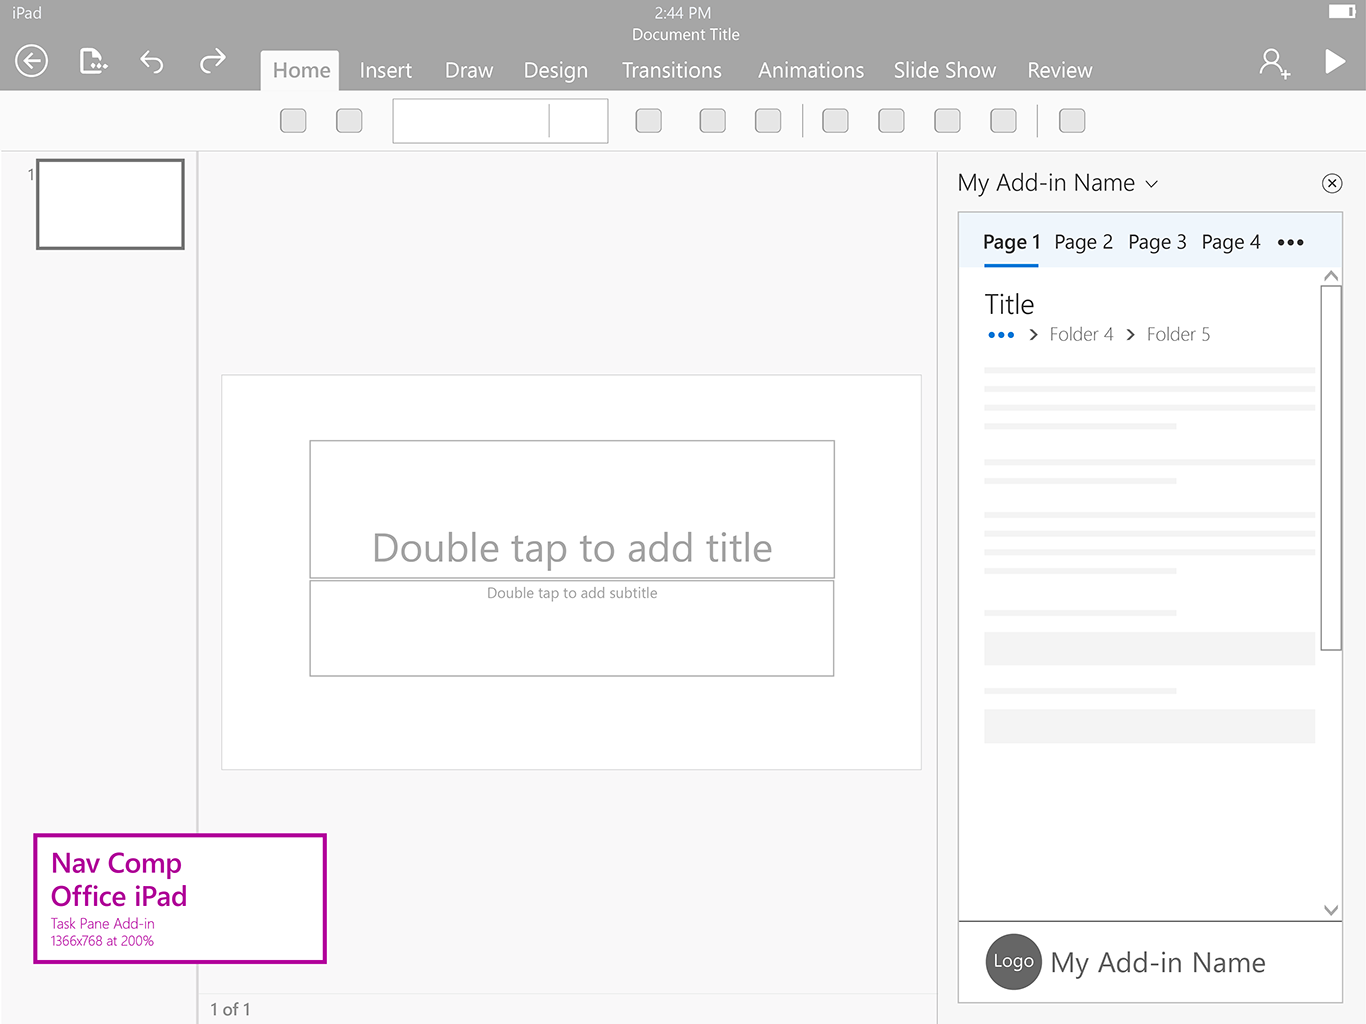 iPad
2:44 PM
Document Title
Home Insert Draw Design Transitions Animations Slide Show Review
1
My Add-in Name
Page 1 Page 2 Page 3 Page 4 •••
Title
••• > Folder 4 > Folder 5
Double tap to add title
Double tap to add subtitle
Nav Comp
Office iPad
Task Pane Add-in
1366x768 at 200%
Logo My Add-in Name
1 of 1